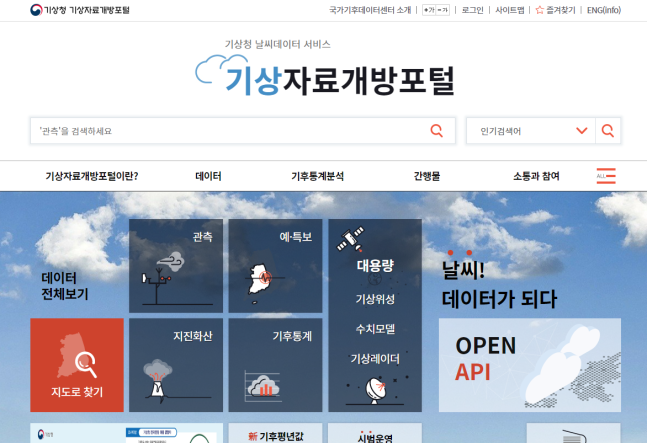 기상청 기상자료개방포털
국가기후데이터센터 소개 | +가 -가 | 로그인 | 사이트맵 | ☆ 즐겨찾기 | ENG(info)
기상청 날씨데이터 서비스
기상자료개방포털
'관측'을 검색하세요
인기검색어
기상자료개방포털이란?
데이터
기후통계분석
간행물
소통과 참여
ALL
데이터
전체보기
관측
예·특보
대용량
기상위성
수치모델
기상레이더
지도로 찾기
지진화산
기후통계
날씨!
데이터가 되다
OPEN
API
新 기후평년값
시범운영